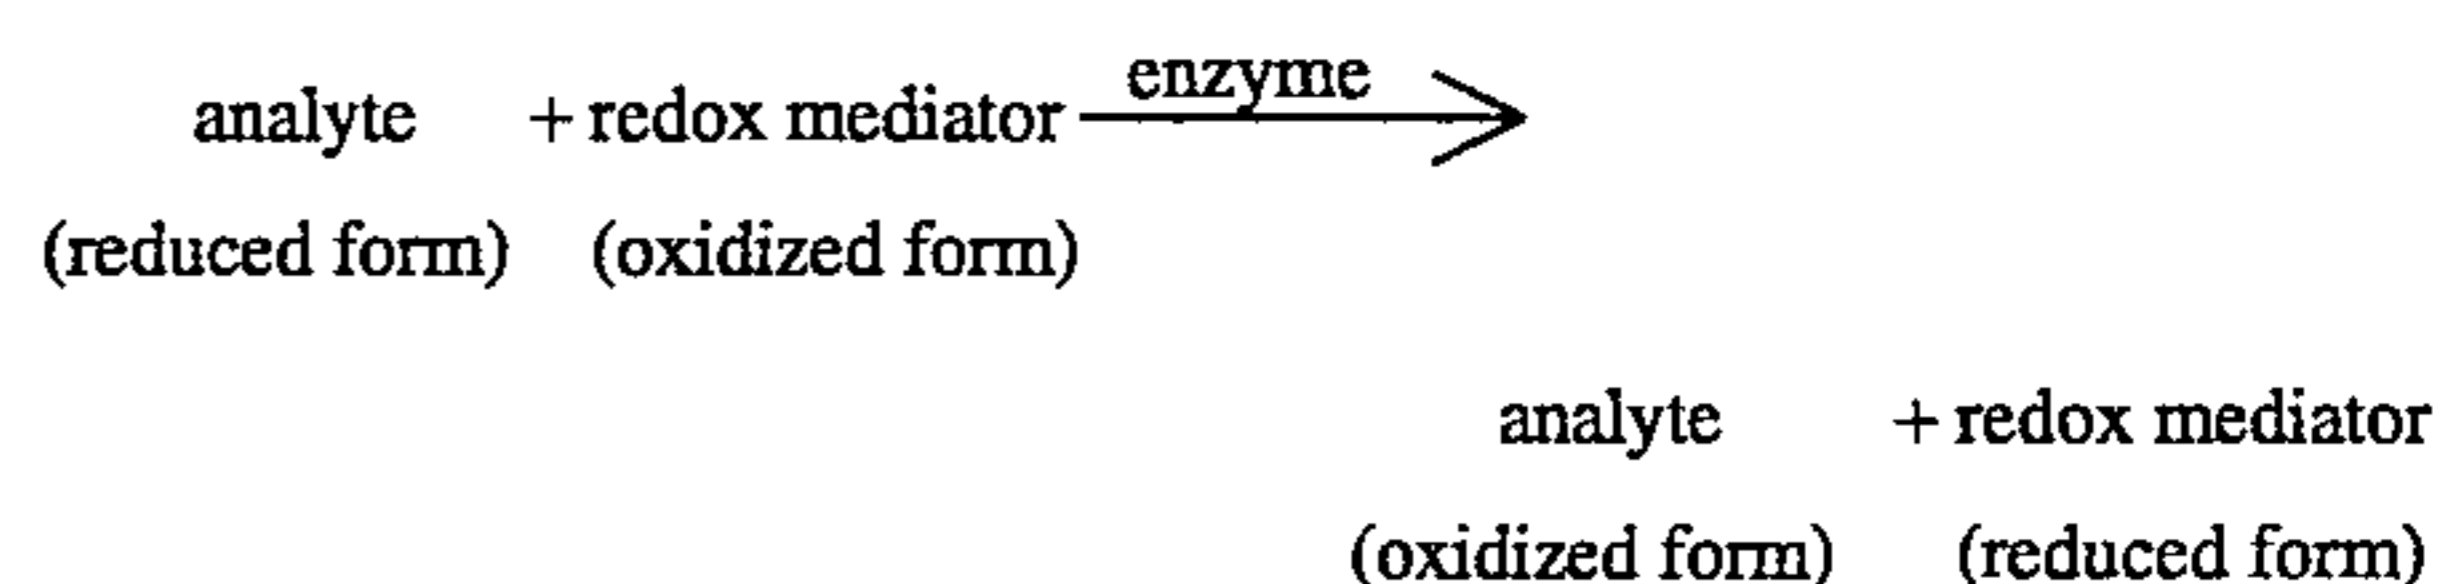 enzyme
analyte + redox mediator
(reduced form) (oxidized form)
analyte + redox mediator
(oxidized form) (reduced form)